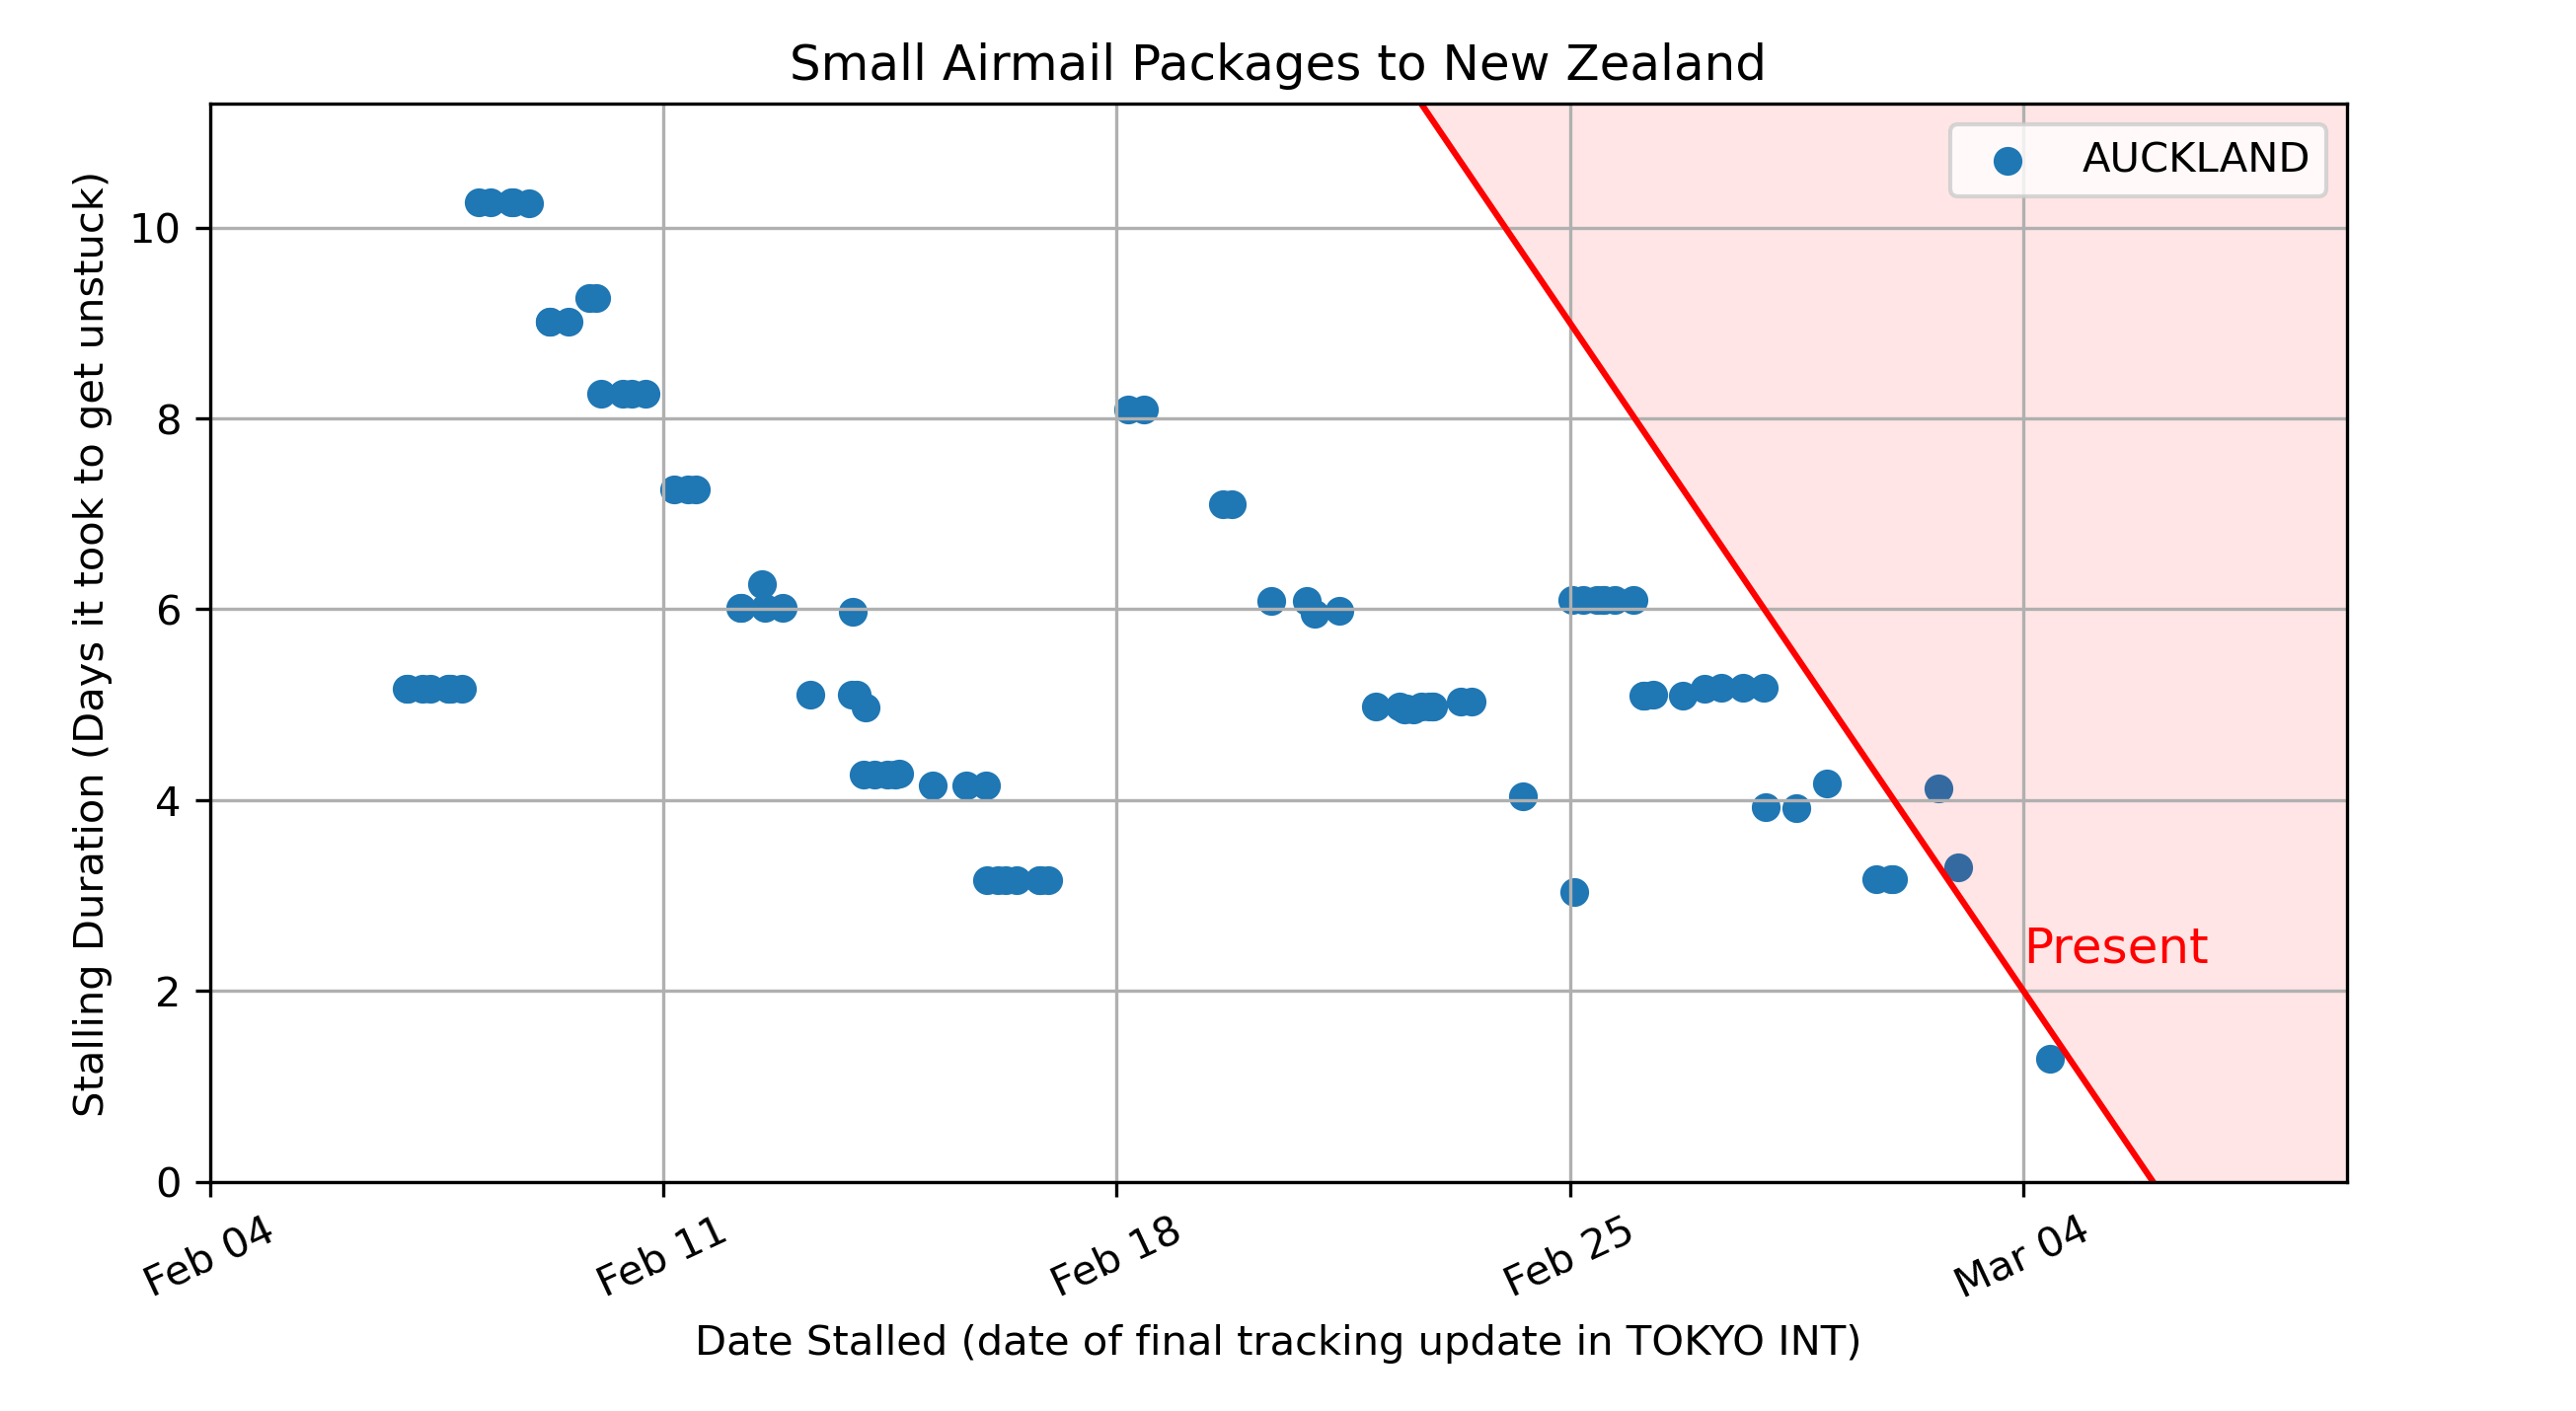 Small Airmail Packages to New Zealand
AUCKLAND
Stalling Duration (Days it took to get unstuck)
10
8
6
4
2
0
Present
Feb 04
Feb 11
Feb 18
Feb 25
Mar 04
Date Stalled (date of final tracking update in TOKYO INT)